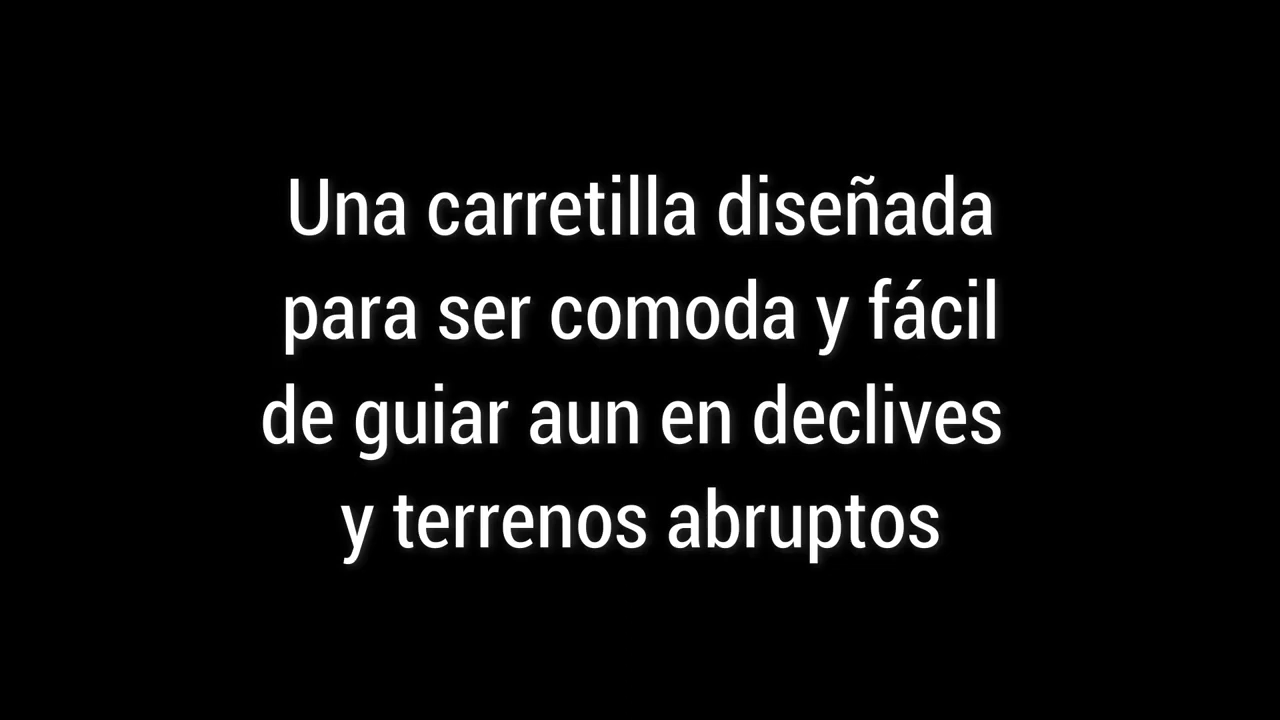 Una carretilla diseñada
para ser comoda y fácil
de guiar aun en declives
y terrenos abruptos